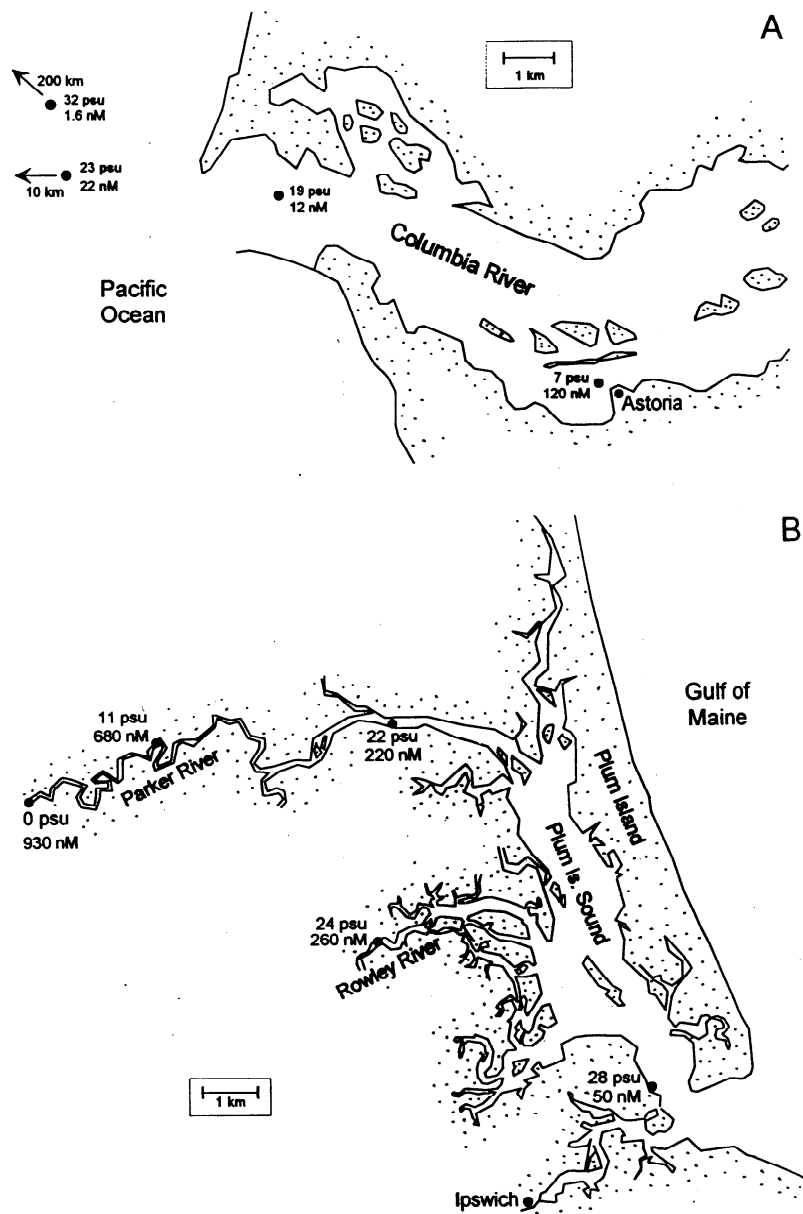 A
1 km
200 km
32 psu
1.6 nM
23 psu
22 nM
10 km
19 psu
12 nM
Columbia River
Pacific
Ocean
7 psu
120 nM
Astoria
B
Gulf of
Maine
11 psu
680 nM
22 psu
220 nM
Parker River
0 psu
930 nM
Plum Island
Plum Is. Sound
24 psu
260 nM
Rowley River
28 psu
50 nM
1 km
Ipswich